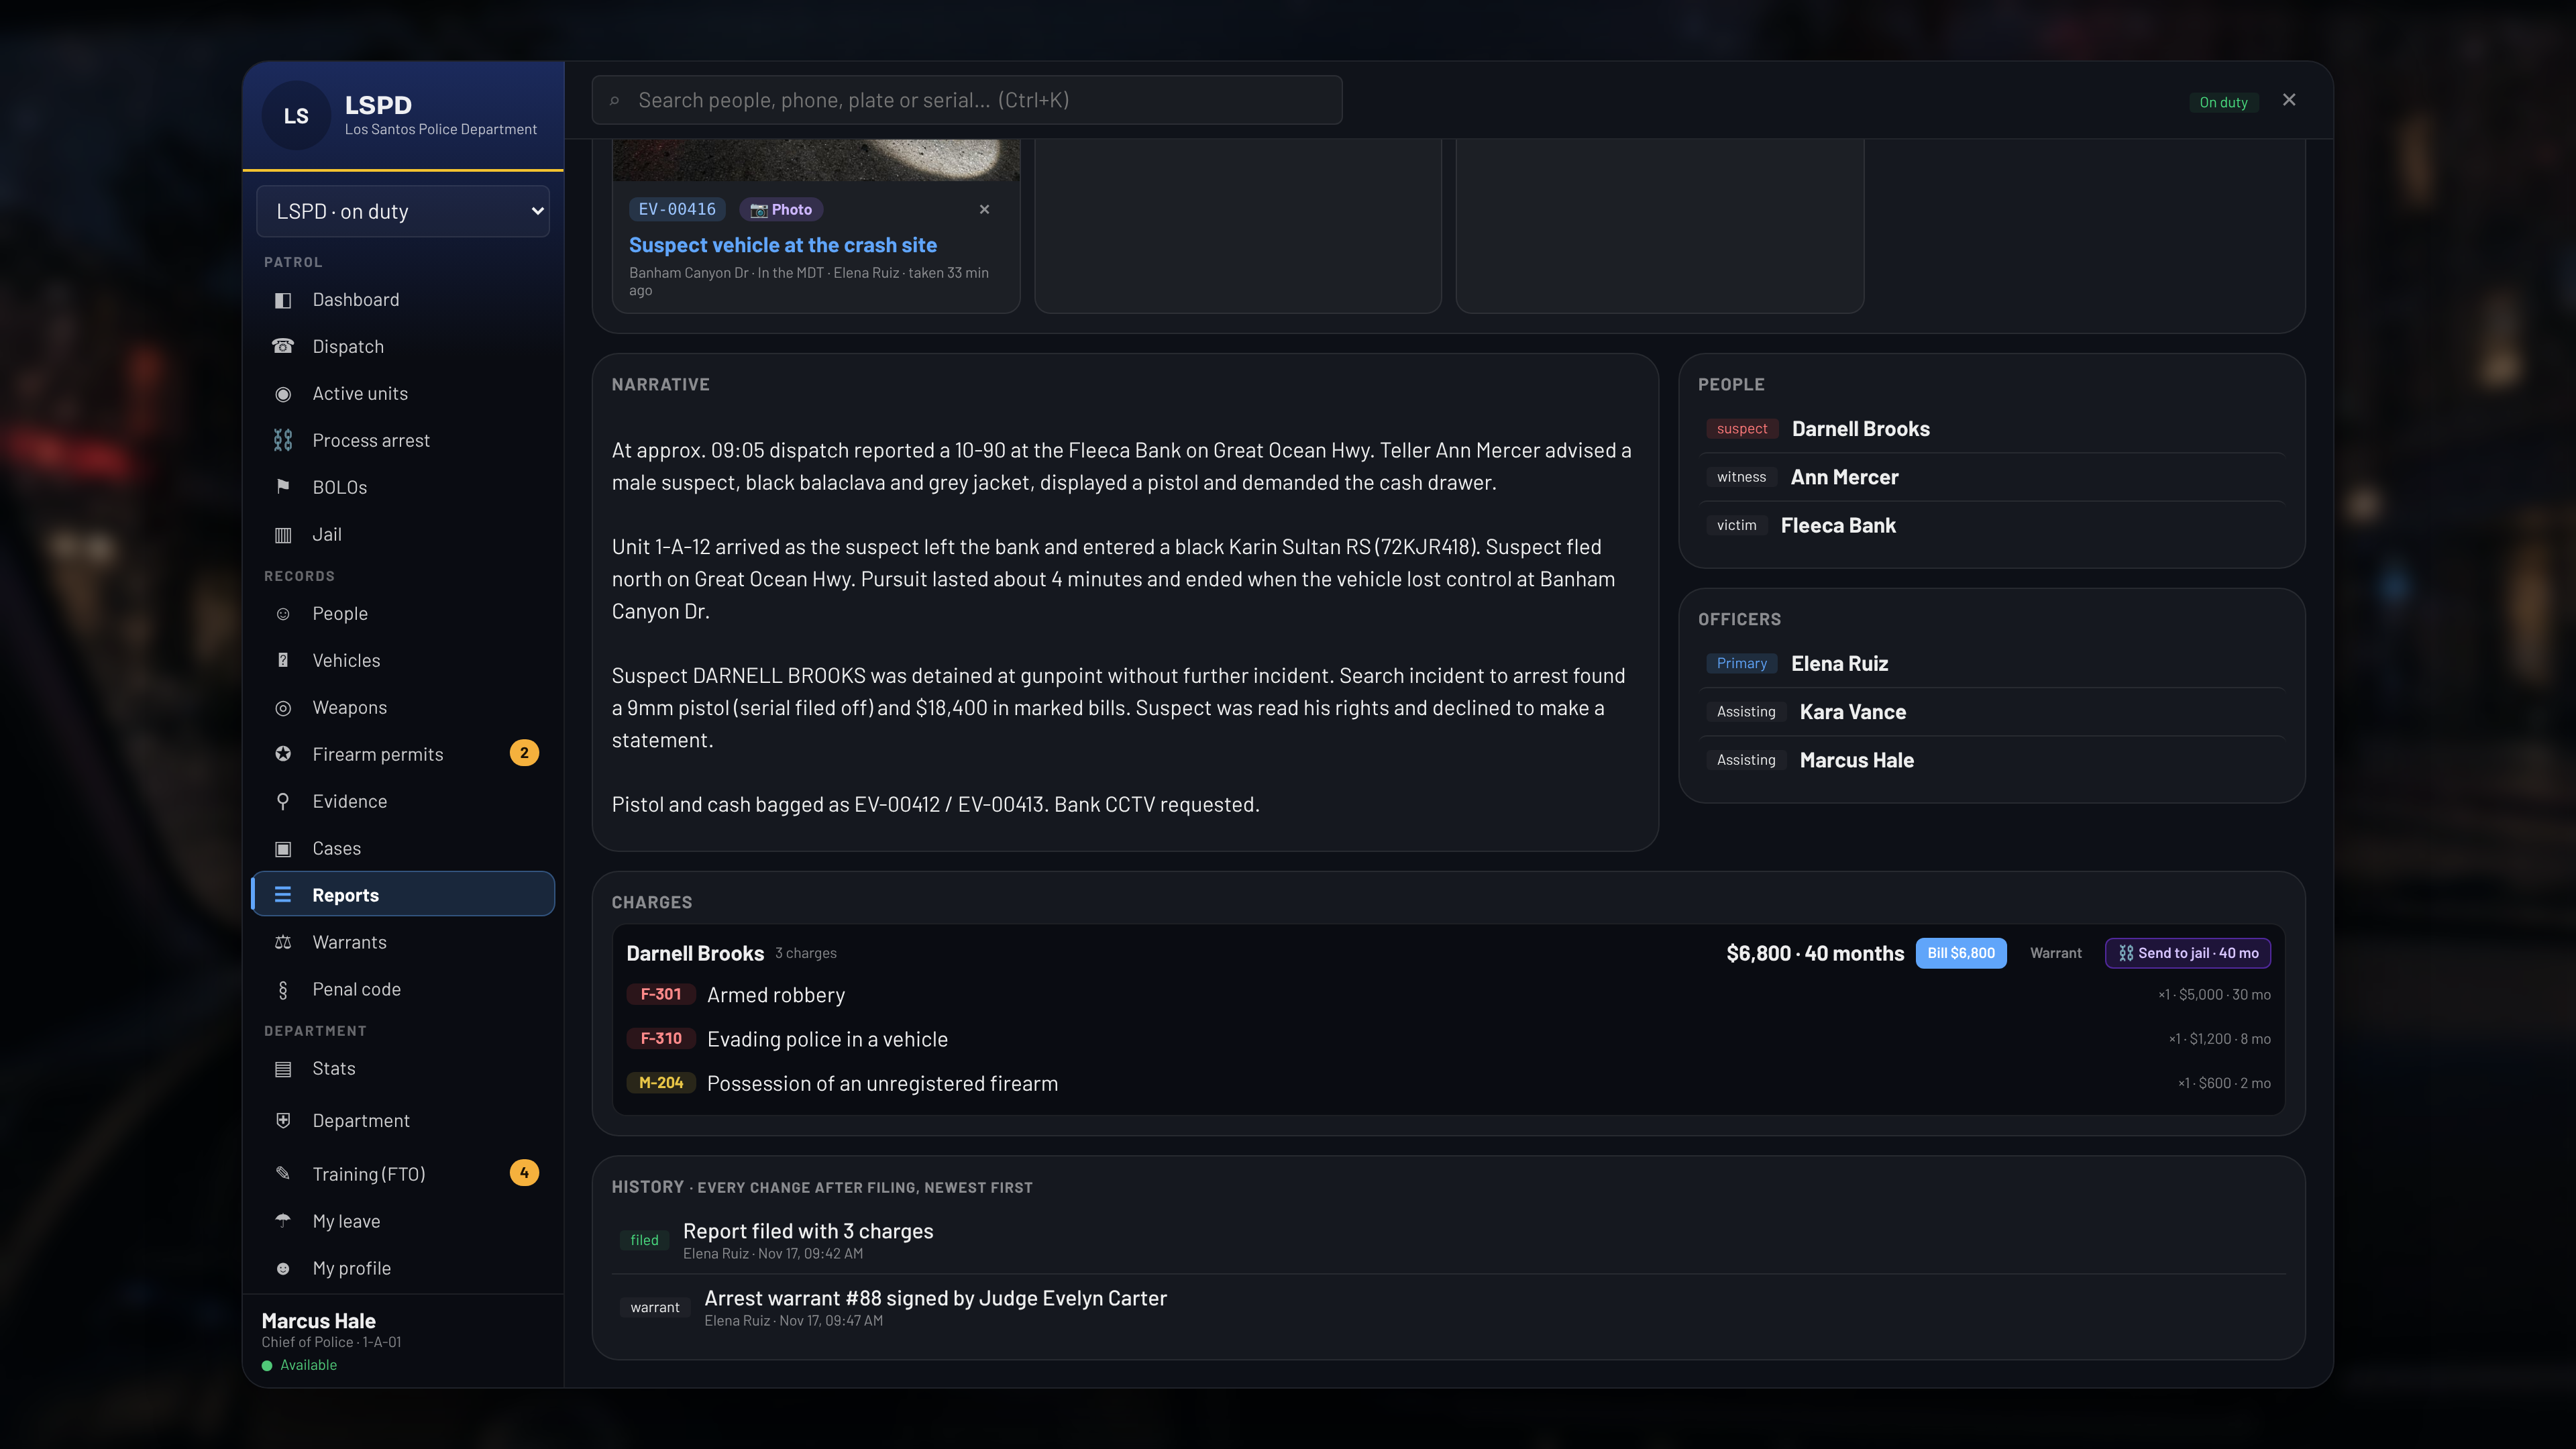 LS
LSPD
Los Santos Police Department
LSPD · on duty
PATROL
Dashboard
Dispatch
Active units
Process arrest
BOLOs
Jail
RECORDS
People
Vehicles
Weapons
Firearm permits 2
Evidence
Cases
Reports
Warrants
§ Penal code
DEPARTMENT
Stats
Department
Training (FTO) 4
My leave
My profile
Marcus Hale
Chief of Police · 1-A-01
Available
Search people, phone, plate or serial... (Ctrl+K)
On duty ✕
EV-00416 📷 Photo ✕
Suspect vehicle at the crash site
Banham Canyon Dr · In the MDT · Elena Ruiz · taken 33 min
ago
NARRATIVE
At approx. 09:05 dispatch reported a 10-90 at the Fleeca Bank on Great Ocean Hwy. Teller Ann Mercer advised a
male suspect, black balaclava and grey jacket, displayed a pistol and demanded the cash drawer.
Unit 1-A-12 arrived as the suspect left the bank and entered a black Karin Sultan RS (72KJR418). Suspect fled
north on Great Ocean Hwy. Pursuit lasted about 4 minutes and ended when the vehicle lost control at Banham
Canyon Dr.
Suspect DARNELL BROOKS was detained at gunpoint without further incident. Search incident to arrest found
a 9mm pistol (serial filed off) and $18,400 in marked bills. Suspect was read his rights and declined to make a
statement.
Pistol and cash bagged as EV-00412 / EV-00413. Bank CCTV requested.
PEOPLE
suspect Darnell Brooks
witness Ann Mercer
victim Fleeca Bank
OFFICERS
Primary Elena Ruiz
Assisting Kara Vance
Assisting Marcus Hale
CHARGES
Darnell Brooks 3 charges $6,800 · 40 months Bill $6,800 Warrant ⛓ Send to jail · 40 mo
F-301 Armed robbery ×1 · $5,000 · 30 mo
F-310 Evading police in a vehicle ×1 · $1,200 · 8 mo
M-204 Possession of an unregistered firearm ×1 · $600 · 2 mo
HISTORY · EVERY CHANGE AFTER FILING, NEWEST FIRST
filed Report filed with 3 charges
Elena Ruiz · Nov 17, 09:42 AM
warrant Arrest warrant #88 signed by Judge Evelyn Carter
Elena Ruiz · Nov 17, 09:47 AM